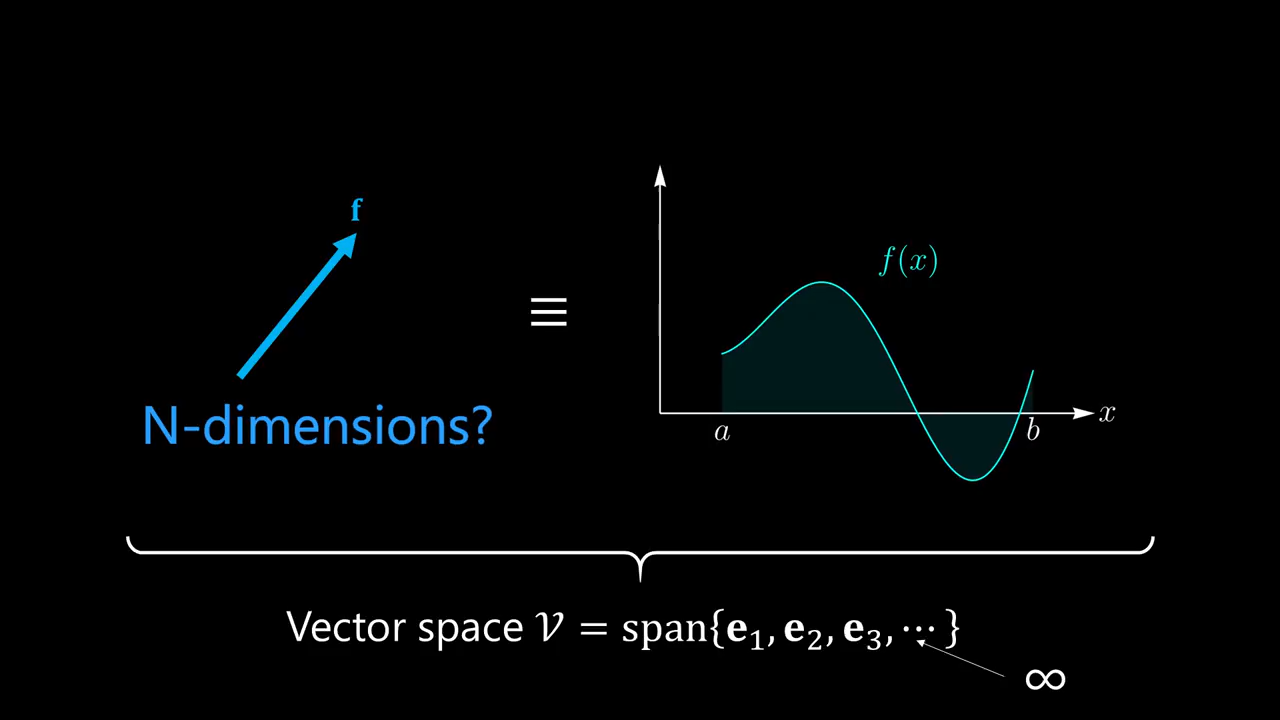 f
f(x)
≡
N-dimensions?
a
b
x
Vector space 𝒱 = span{e₁, e₂, e₃, ⋯}
∞